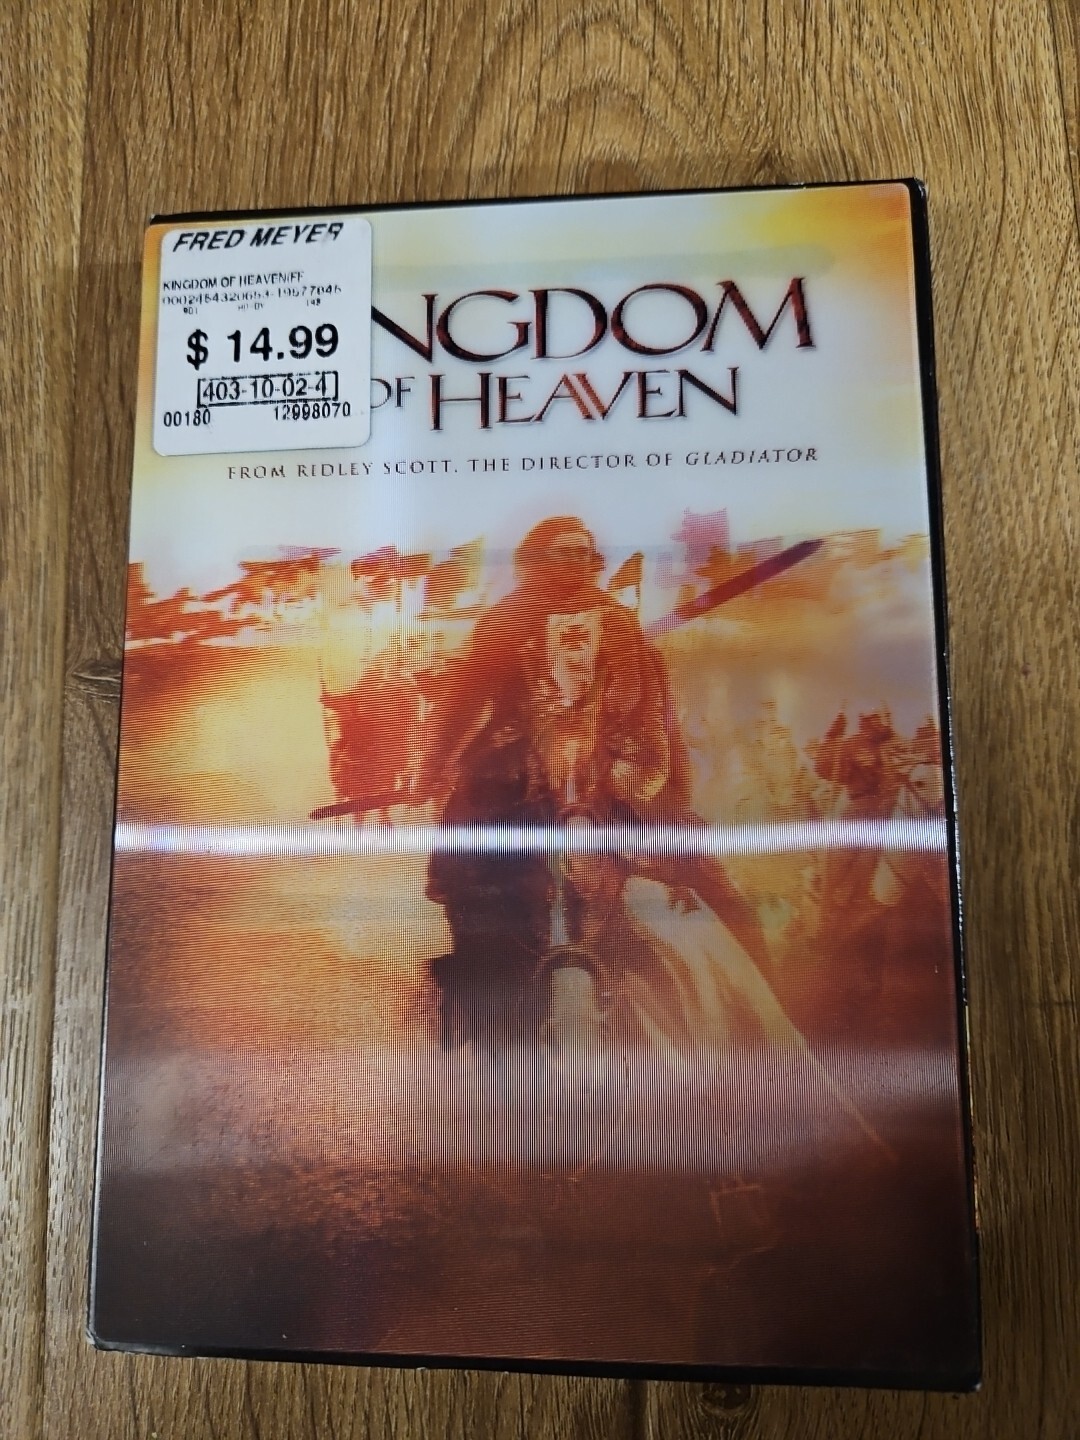 FRED MEYER
KINGDOM OF HEAVEN/FF
$ 14.99
403-10-02-4
00180 12998070
NGDOM
OF HEAVEN
FROM RIDLEY SCOTT, THE DIRECTOR OF GLADIATOR